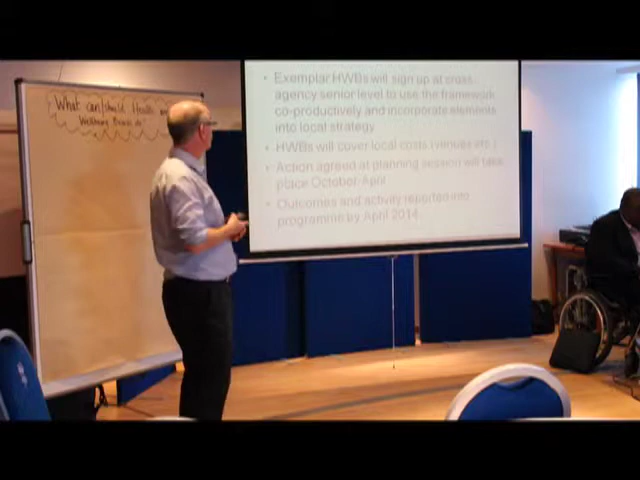 What can/should Health
Wellbeing Boards do?
• Exemplar HWBs will sign up at cross
agency senior level to use the framework
co-productively and incorporate elements
into local strategy
• HWBs will cover local costs (venues etc.)
• Action agreed at planning session will take
place October-April
• Outcomes and activity reported into
programme by April 2014